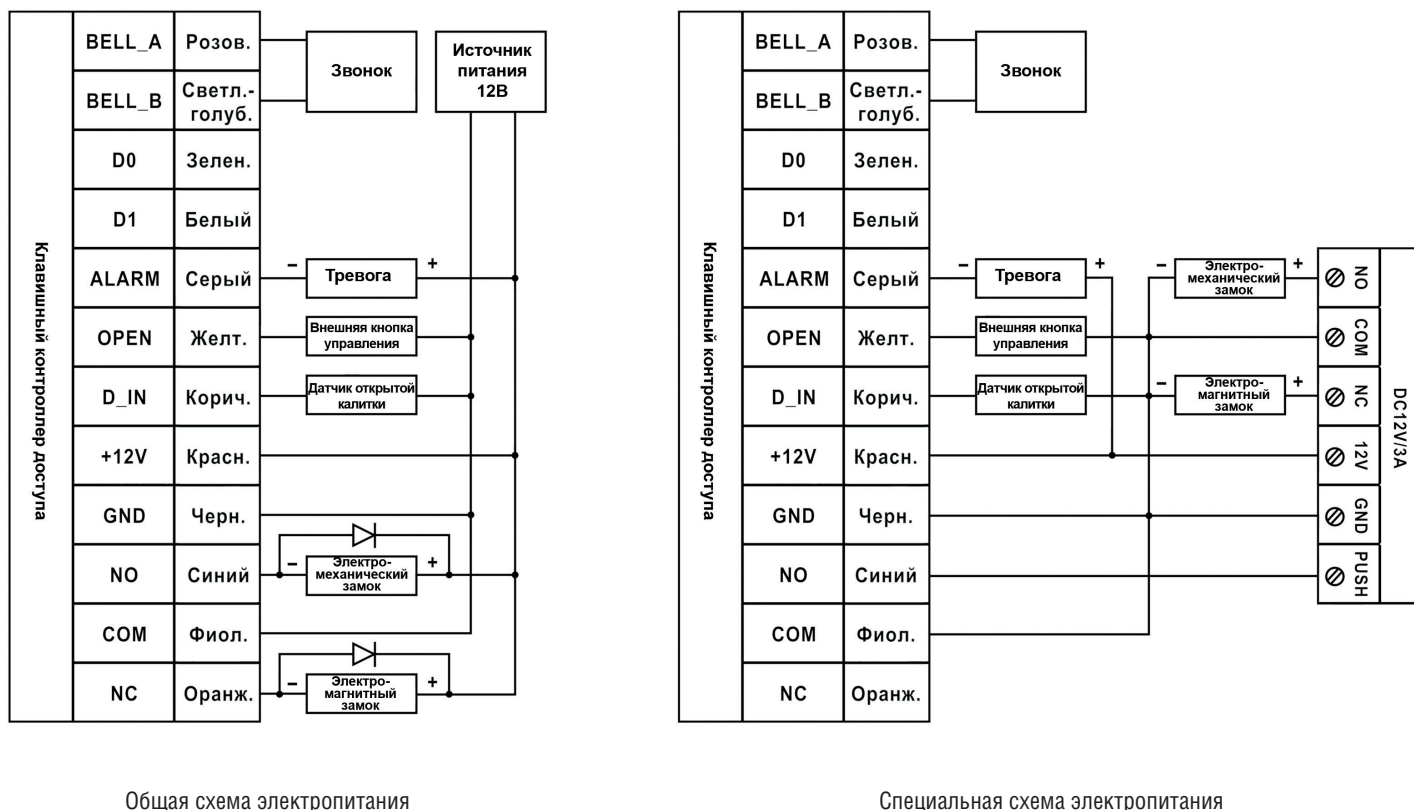 Клавишный контроллер доступа
BELL_A Розов.
BELL_B Светл.-
голуб.
D0 Зелен.
D1 Белый
ALARM Серый
OPEN Желт.
D_IN Корич.
+12V Красн.
GND Черн.
NO Синий
COM Фиол.
NC Оранж.
Звонок
Источник
питания
12В
− Тревога +
Внешняя кнопка
управления
Датчик открытой
калитки
− Электро- +
механический
замок
− Электро- +
магнитный
замок
Общая схема электропитания
Клавишный контроллер доступа
BELL_A Розов.
BELL_B Светл.-
голуб.
D0 Зелен.
D1 Белый
ALARM Серый
OPEN Желт.
D_IN Корич.
+12V Красн.
GND Черн.
NO Синий
COM Фиол.
NC Оранж.
Звонок
− Тревога +
Внешняя кнопка
управления
Датчик открытой
калитки
− Электро- +
механический
замок
− Электро- +
магнитный
замок
NO
COM
NC
12V
GND
PUSH
DC12V/3A
Специальная схема электропитания